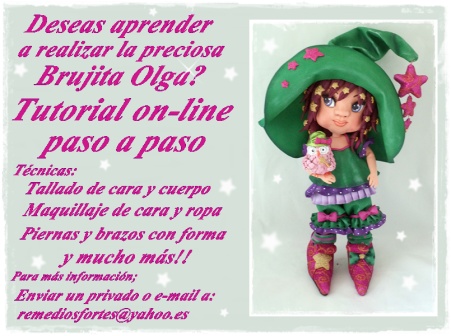 Deseas aprender
a realizar la preciosa
Brujita Olga?
Tutorial on-line
paso a paso
Técnicas:
Tallado de cara y cuerpo
Maquillaje de cara y ropa
Piernas y brazos con forma
y mucho más!!
Para más información;
Enviar un privado o e-mail a:
remediosfortes@yahoo.es